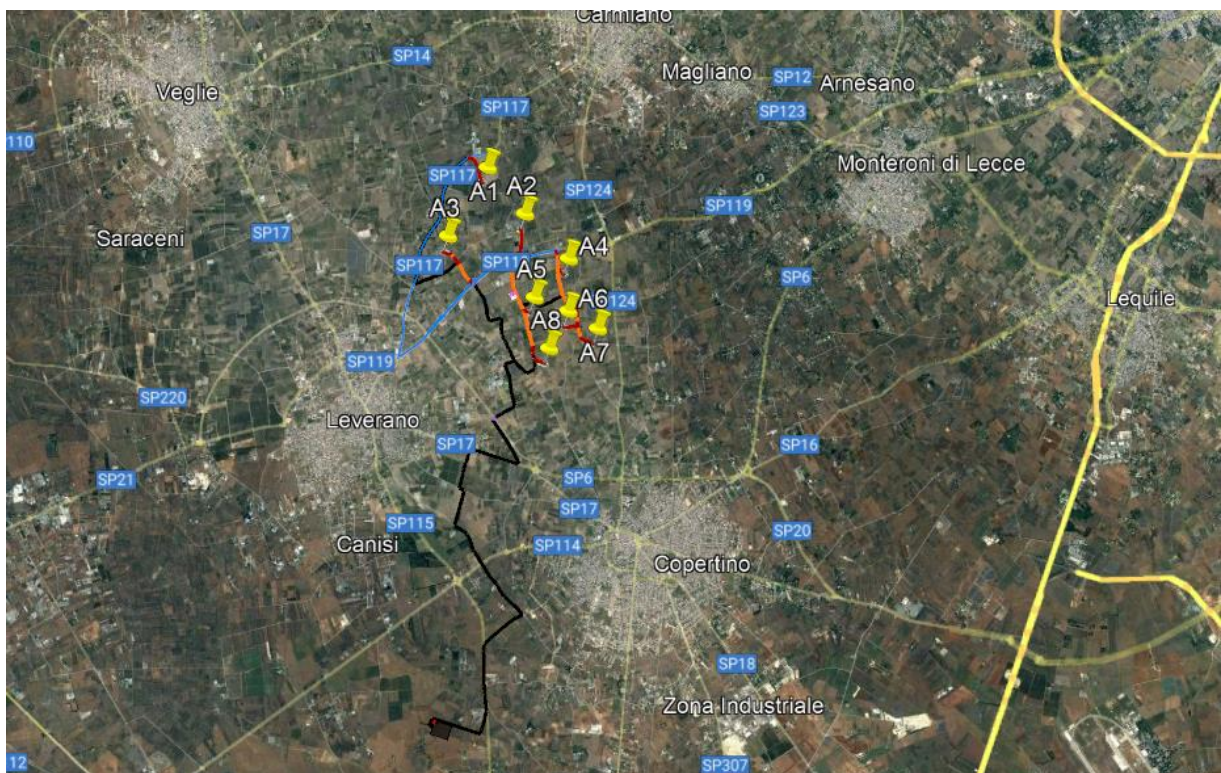 Carmiano
SP14
Magliano
SP12
Arnesano
Veglie
SP117
SP123
P110
Monteroni di Lecce
SP117
A1
A2
SP124
SP119
A3
Saraceni
SP17
A4
SP117
SP11
A5
SP6
A6
124
Lequile
A8
A7
SP119
SP220
Leverano
SP17
SP16
SP21
SP6
SP17
SP115
SP20
Canisi
SP114
Copertino
SP18
Zona Industriale
12
SP307